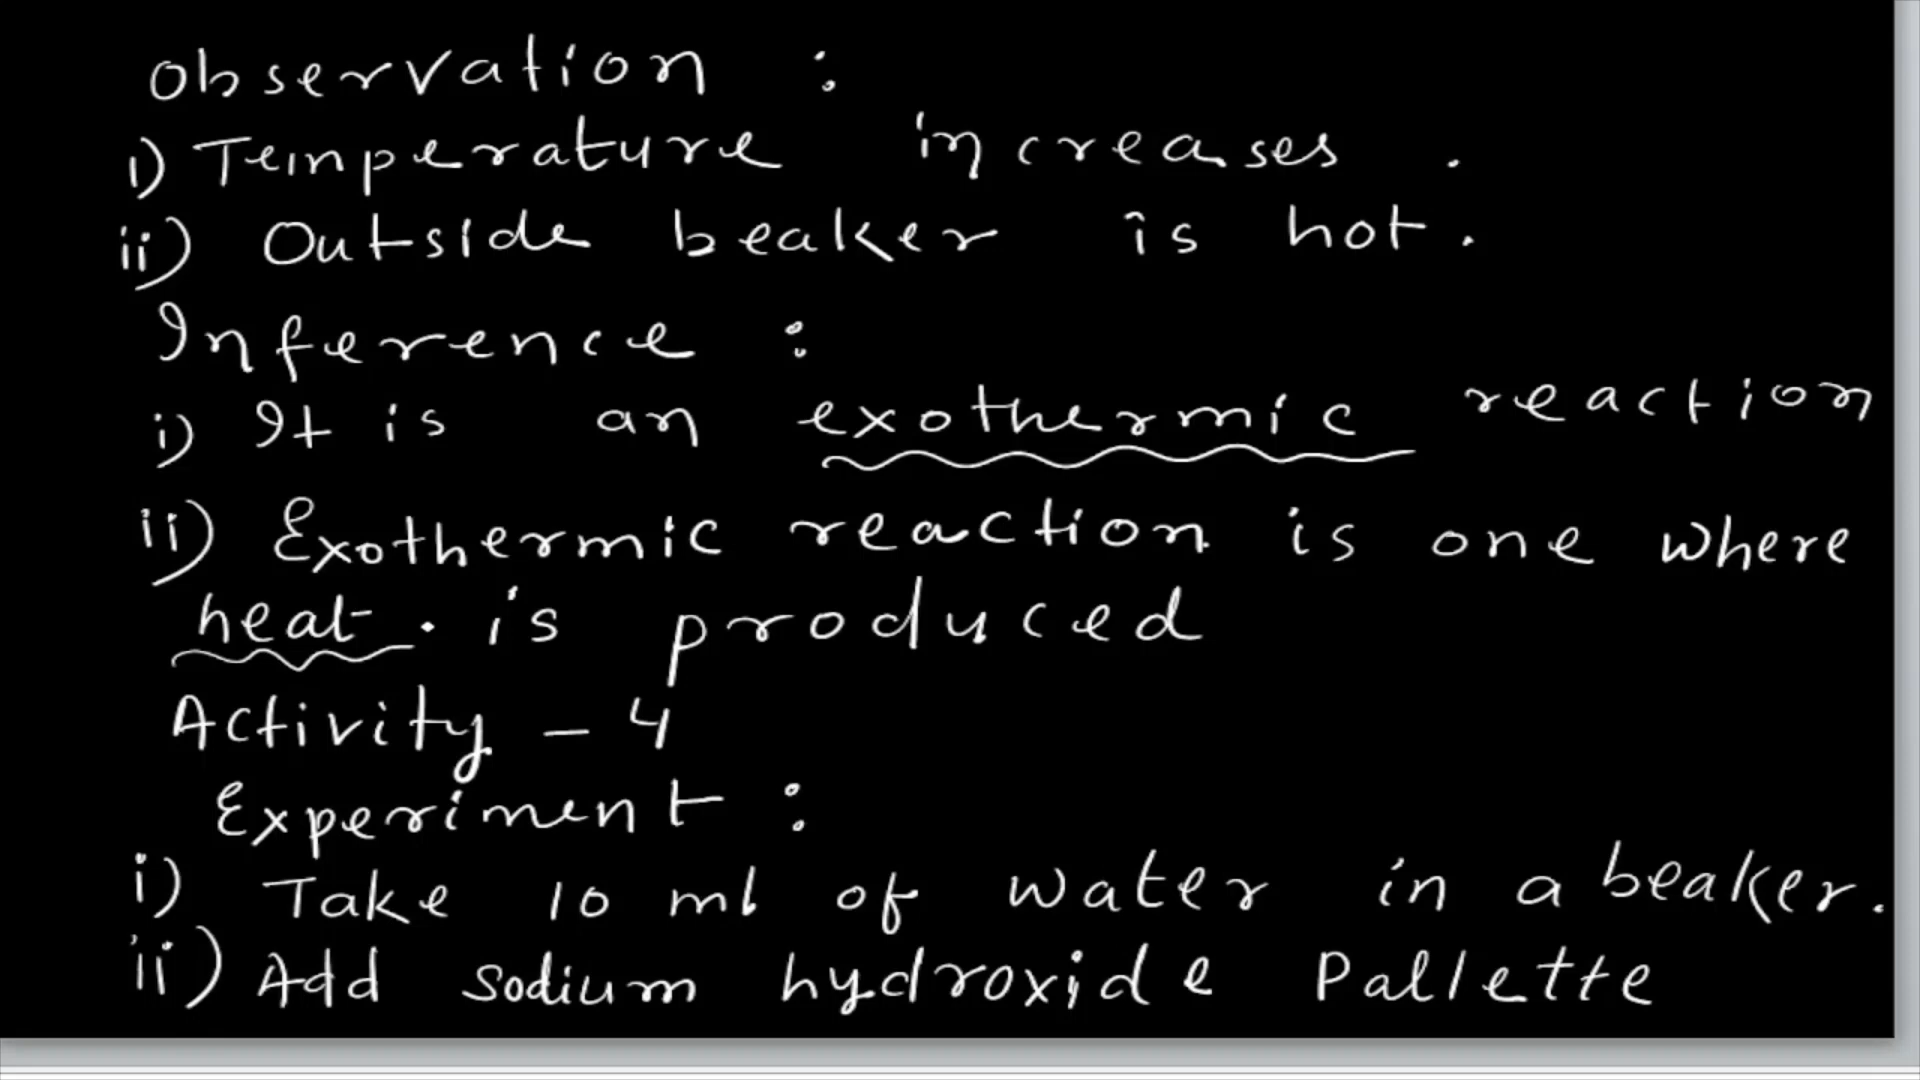 Observation :
i) Temperature increases .
ii) Outside beaker is hot .
Inference :
i) It is an exothermic reaction
ii) Exothermic reaction is one where
heat . is produced
Activity - 4
Experiment :
i) Take 10 ml of water in a beaker .
ii) Add sodium hydroxide Pallette